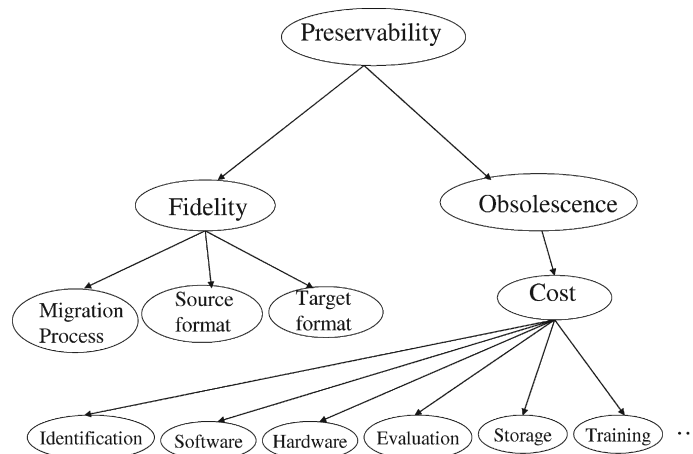 Preservability
Fidelity
Obsolescence
Migration
Process
Source
format
Target
format
Cost
Identification
Software
Hardware
Evaluation
Storage
Training
..